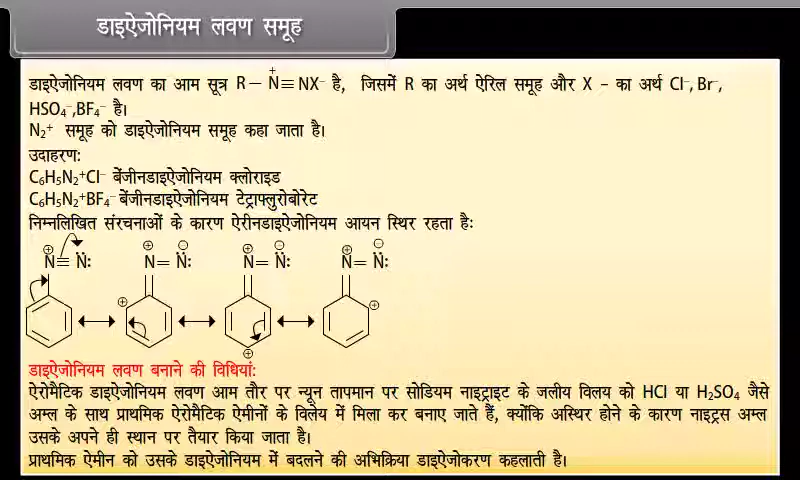 डाइऐजोनियम लवण समूह
डाइऐजोनियम लवण का आम सूत्र R − N⁺≡NX⁻ है, जिसमें R का अर्थ ऐरिल समूह और X − का अर्थ Cl⁻, Br⁻,
HSO₄⁻,BF₄⁻ है।
N₂⁺ समूह को डाइऐजोनियम समूह कहा जाता है।
उदाहरण:
C₆H₅N₂⁺Cl⁻ बेंजीनडाइऐजोनियम क्लोराइड
C₆H₅N₂⁺BF₄⁻ बेंजीनडाइऐजोनियम टेट्राफ्लुरोबोरेट
निम्नलिखित संरचनाओं के कारण ऐरीनडाइऐजोनियम आयन स्थिर रहता है:
⊕ ⊕ ⊖ ⊕ ⊖ ⊕ ⊖
N≡N: N=N: N=N: N=N:
⊕ ⊕
⊕
डाइऐजोनियम लवण बनाने की विधियां:
ऐरोमैटिक डाइऐजोनियम लवण आम तौर पर न्यून तापमान पर सोडियम नाइट्राइट के जलीय विलय को HCl या H₂SO₄ जैसे
अम्ल के साथ प्राथमिक ऐरोमैटिक ऐमीनों के विलेय में मिला कर बनाए जाते हैं, क्योंकि अस्थिर होने के कारण नाइट्रस अम्ल
उसके अपने ही स्थान पर तैयार किया जाता है।
प्राथमिक ऐमीन को उसके डाइऐजोनियम में बदलने की अभिक्रिया डाइऐजोकरण कहलाती है।